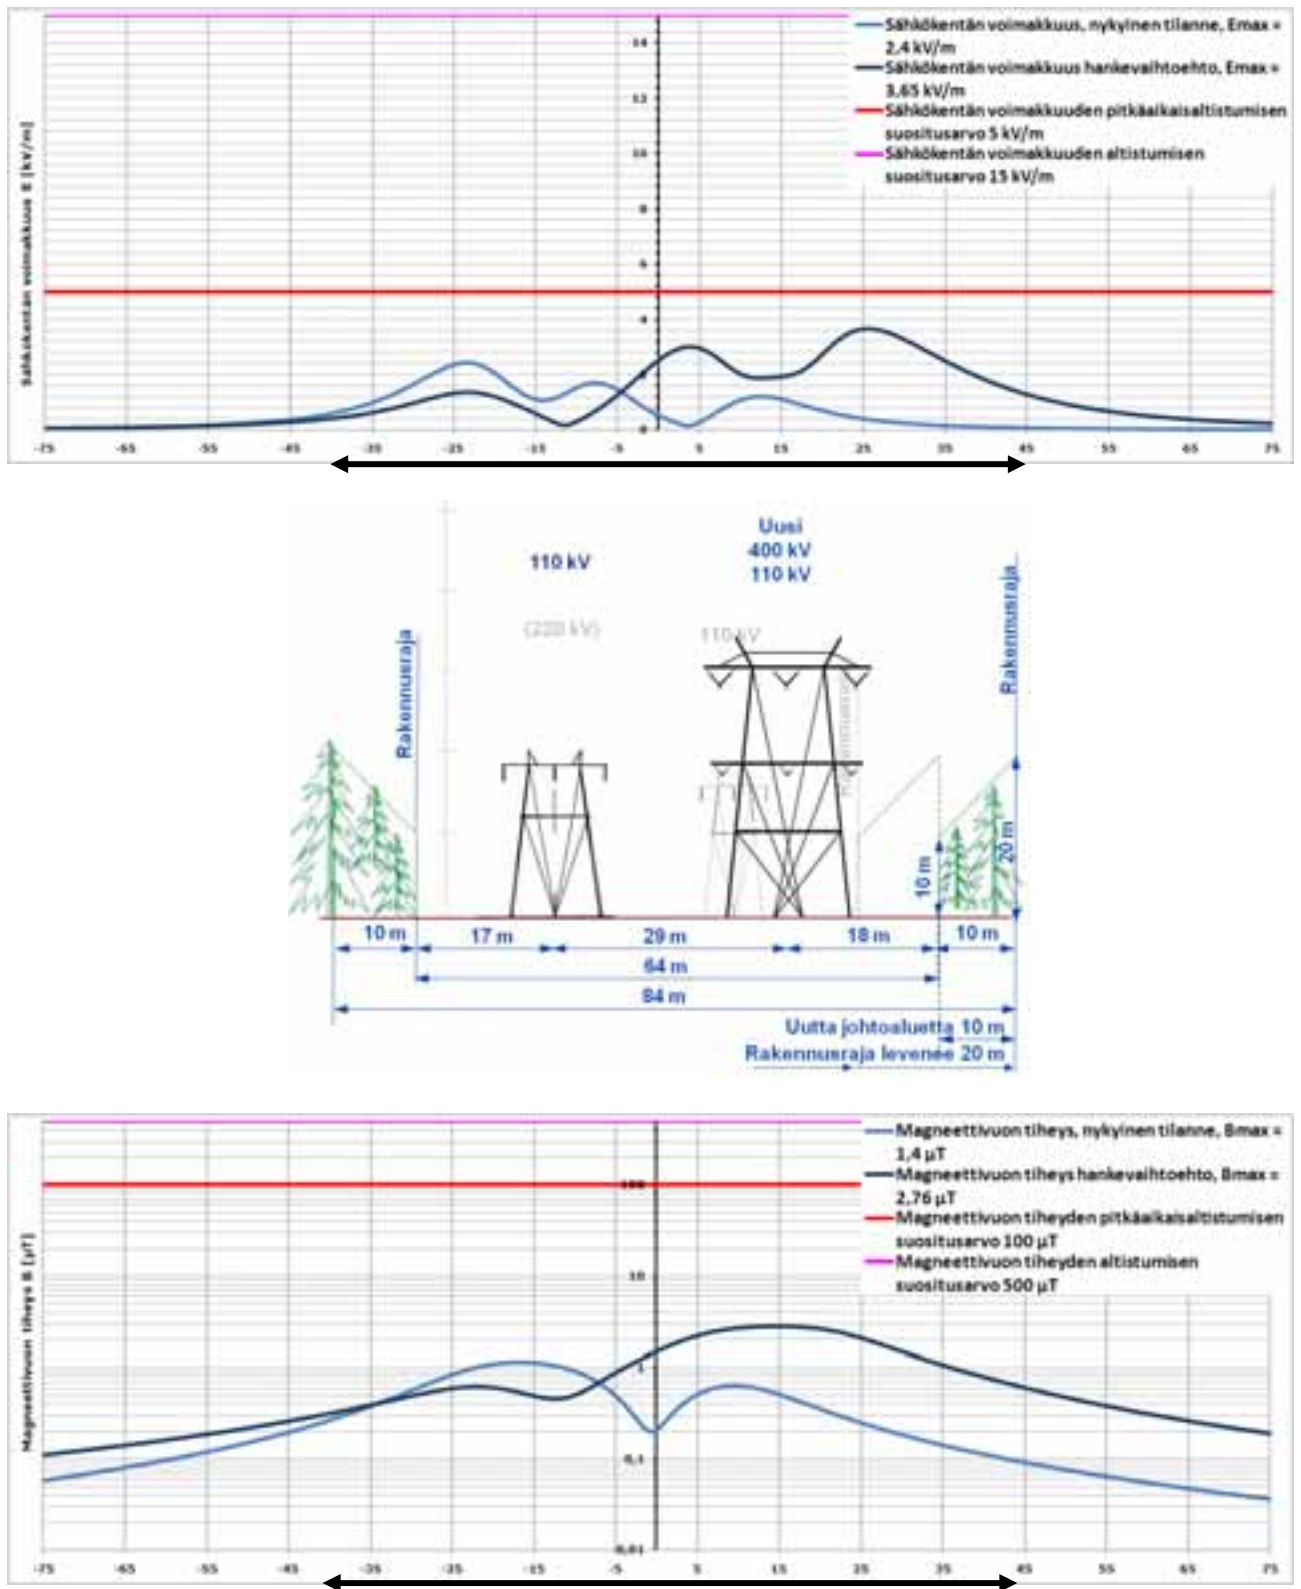 Sähkökentän voimakkuus, nykyinen tilanne, Emax =
2,4 kV/m
Sähkökentän voimakkuus hankevaihtoehto, Emax =
3,65 kV/m
Sähkökentän voimakkuuden pitkäaikaisaltistumisen
suositusarvo 5 kV/m
Sähkökentän voimakkuuden altistumisen
suositusarvo 15 kV/m
Sähkökentän voimakkuus E [kV/m]
14
12
10
8
6
4
2
0
-75 -65 -55 -45 -35 -25 -15 -5 5 15 25 35 45 55 65 75
Uusi
400 kV
110 kV
110 kV
(220 kV)
110 kV
Rakennusraja
Rakennusraja
Rakennusraja
10 m
20 m
10 m 17 m 29 m 18 m 10 m
64 m
84 m
Uutta johtoaluetta 10 m
Rakennusraja levenee 20 m
Magneettivuon tiheys, nykyinen tilanne, Bmax =
1,4 µT
Magneettivuon tiheys hankevaihtoehto, Bmax =
2,76 µT
Magneettivuon tiheyden pitkäaikaisaltistumisen
suositusarvo 100 µT
Magneettivuon tiheyden altistumisen
suositusarvo 500 µT
Magneettivuon tiheys B [µT]
100
10
1
0,1
0,01
-75 -65 -55 -45 -35 -25 -15 -5 5 15 25 35 45 55 65 75